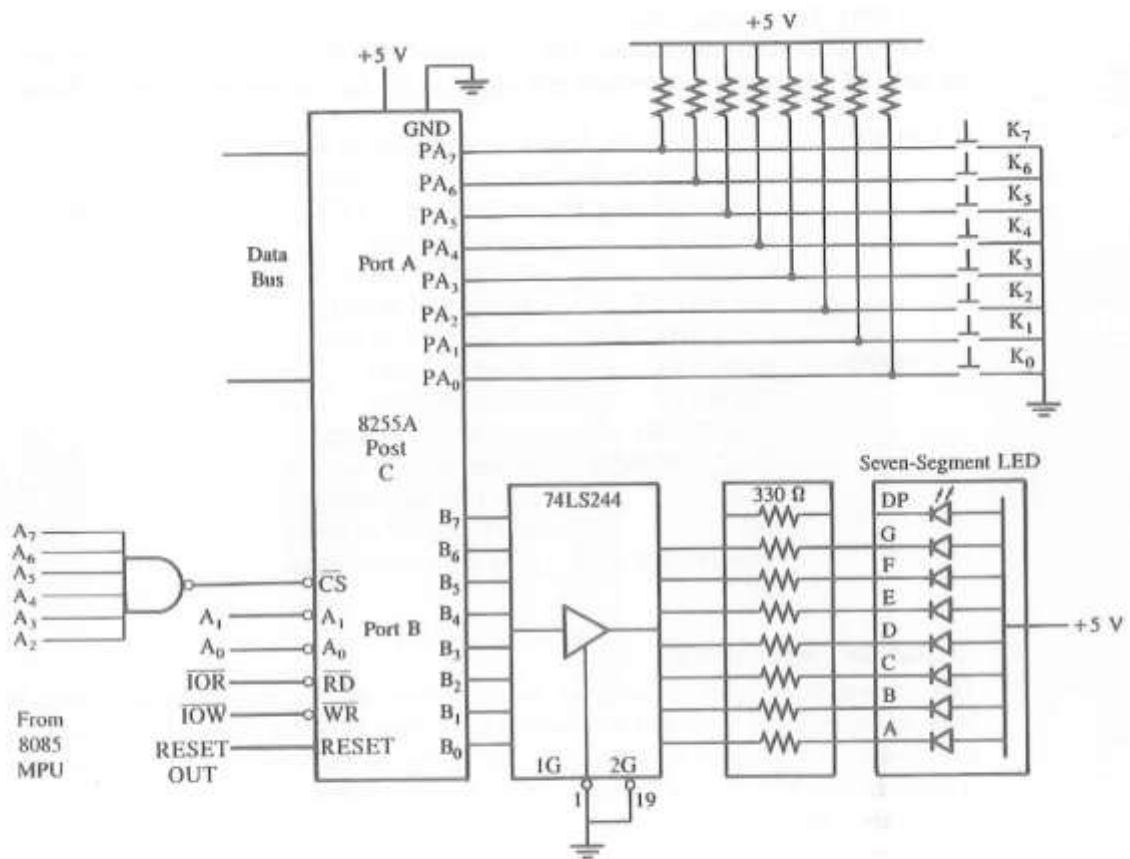 +5 V
+5 V
GND
PA₇
PA₆
PA₅
PA₄
PA₃
PA₂
PA₁
PA₀
K₇
K₆
K₅
K₄
K₃
K₂
K₁
K₀
Data
Bus
Port A
8255A
Post
C
Port B
A₇
A₆
A₅
A₄
A₃
A₂
A₁
A₀
IOR
IOW
RESET
OUT
From
8085
MPU
CS
A₁
A₀
RD
WR
RESET
B₇
B₆
B₅
B₄
B₃
B₂
B₁
B₀
74LS244
1G
2G
1
19
330 Ω
Seven-Segment LED
DP
G
F
E
D
C
B
A
+5 V